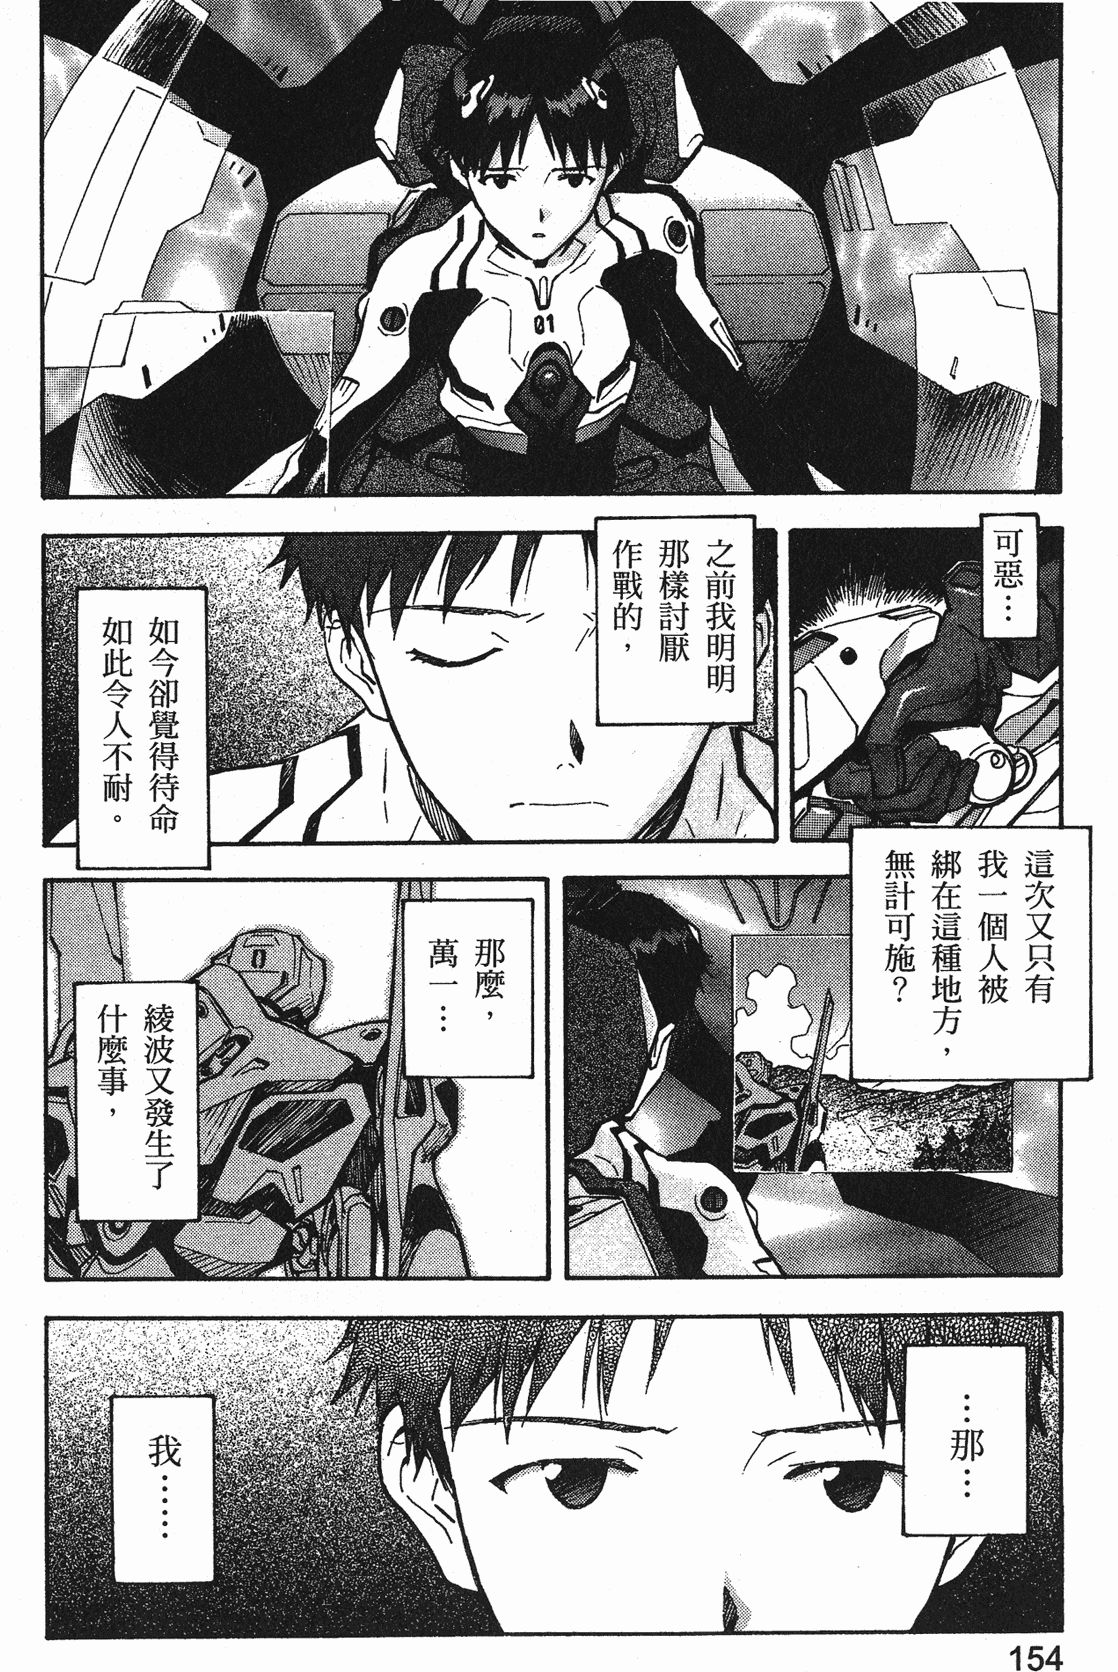 01
可惡…
之前我明明
那樣討厭
作戰的，
如今卻覺得待命
如此令人不耐。
這次又只有
我一個人被
綁在這種地方，
無計可施？
那麼，
萬一…
0
綾波又發生了
什麼事，
…那…
我……
154